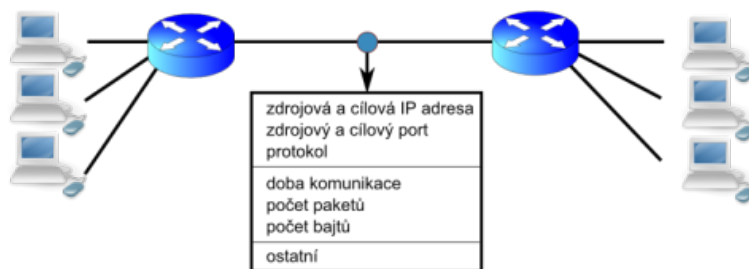 zdrojová a cílová IP adresa
zdrojový a cílový port
protokol
doba komunikace
počet paketů
počet bajtů
ostatní